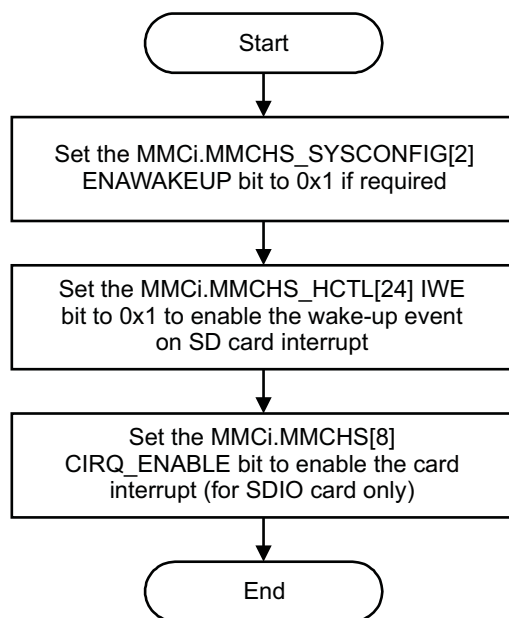 Start
Set the MMCi.MMCHS_SYSCONFIG[2]
ENAWAKEUP bit to 0x1 if required
Set the MMCi.MMCHS_HCTL[24] IWE
bit to 0x1 to enable the wake-up event
on SD card interrupt
Set the MMCi.MMCHS[8]
CIRQ_ENABLE bit to enable the card
interrupt (for SDIO card only)
End